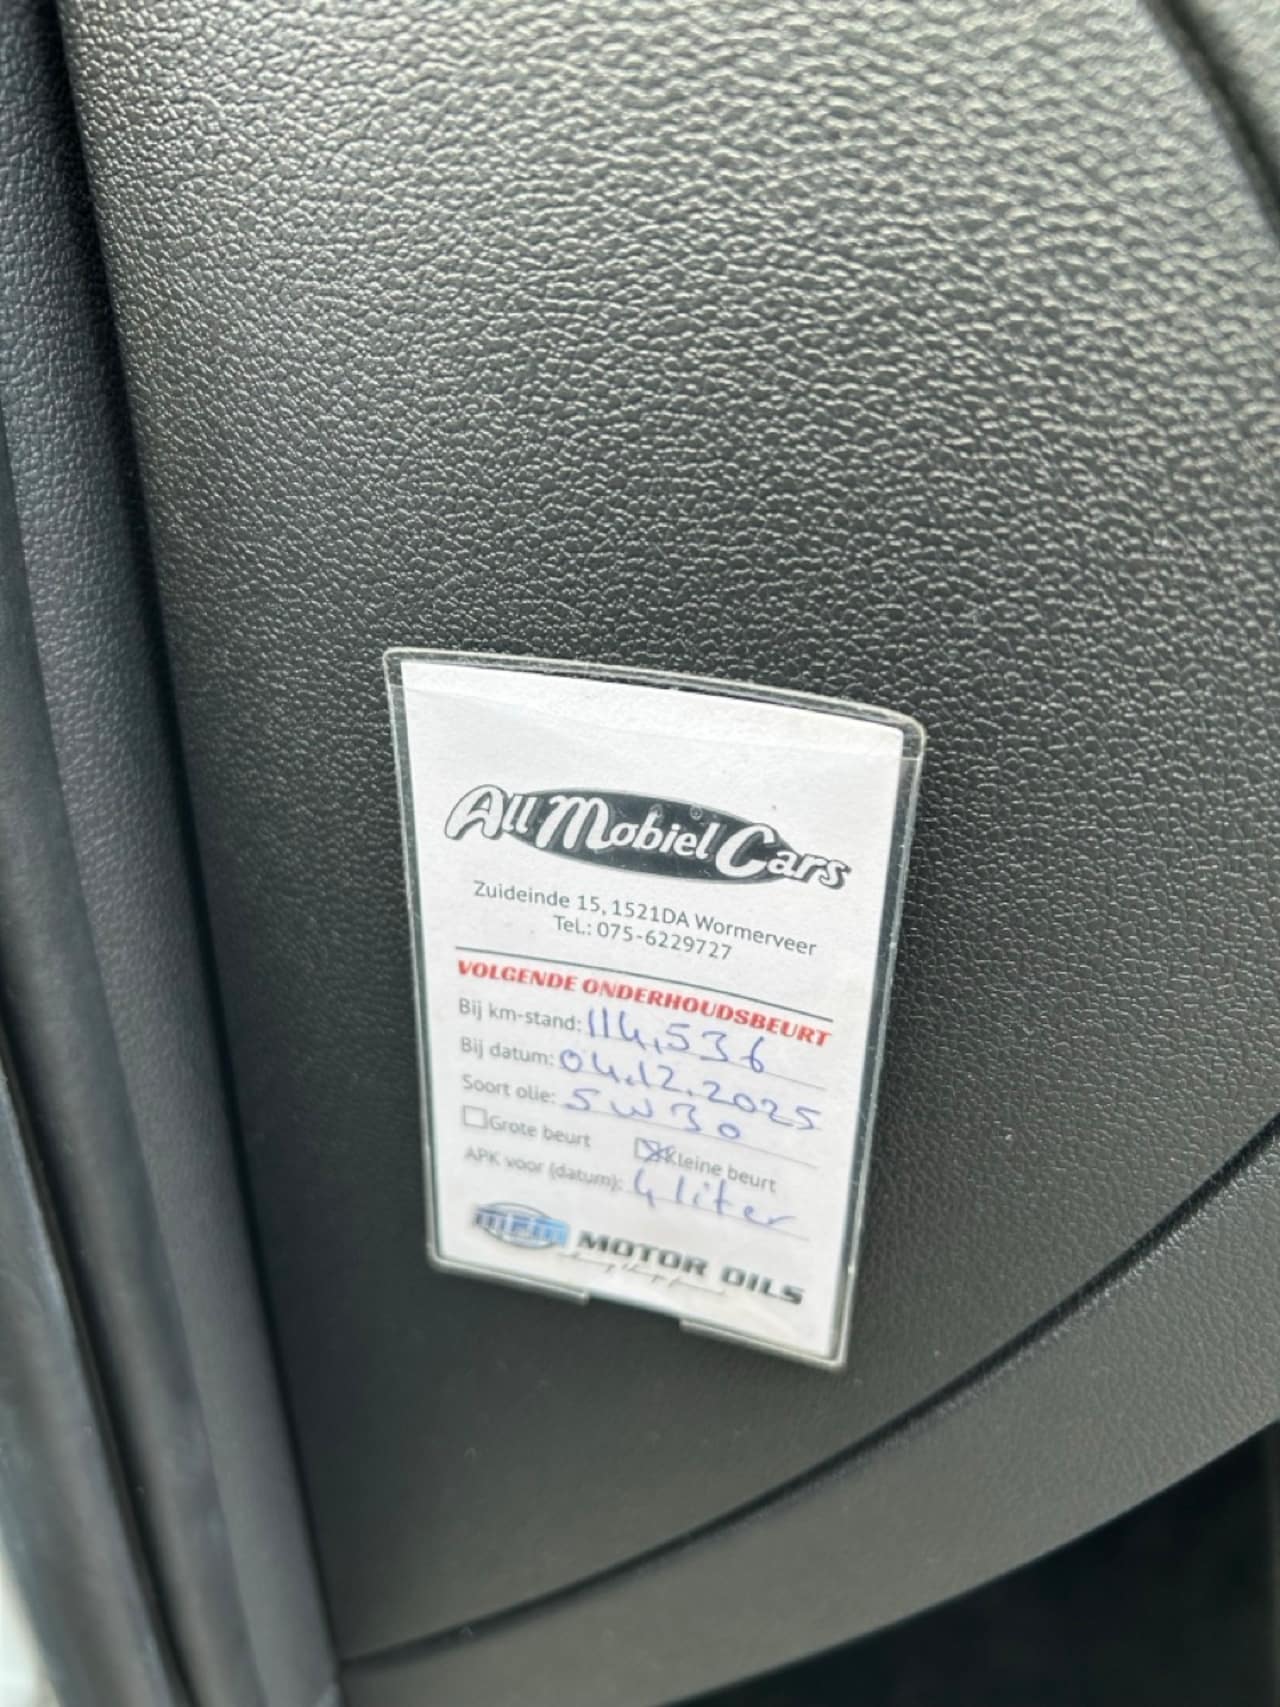 All Mobiel Cars
Zuideinde 15, 1521DA Wormerveer
Tel.: 075-6229727
VOLGENDE ONDERHOUDSBEURT
Bij km-stand: 114.536
Bij datum: 04.12.2025
Soort olie: 5W30
Grote beurt Kleine beurt
APK voor (datum): 4 liter
MPM MOTOR OILS